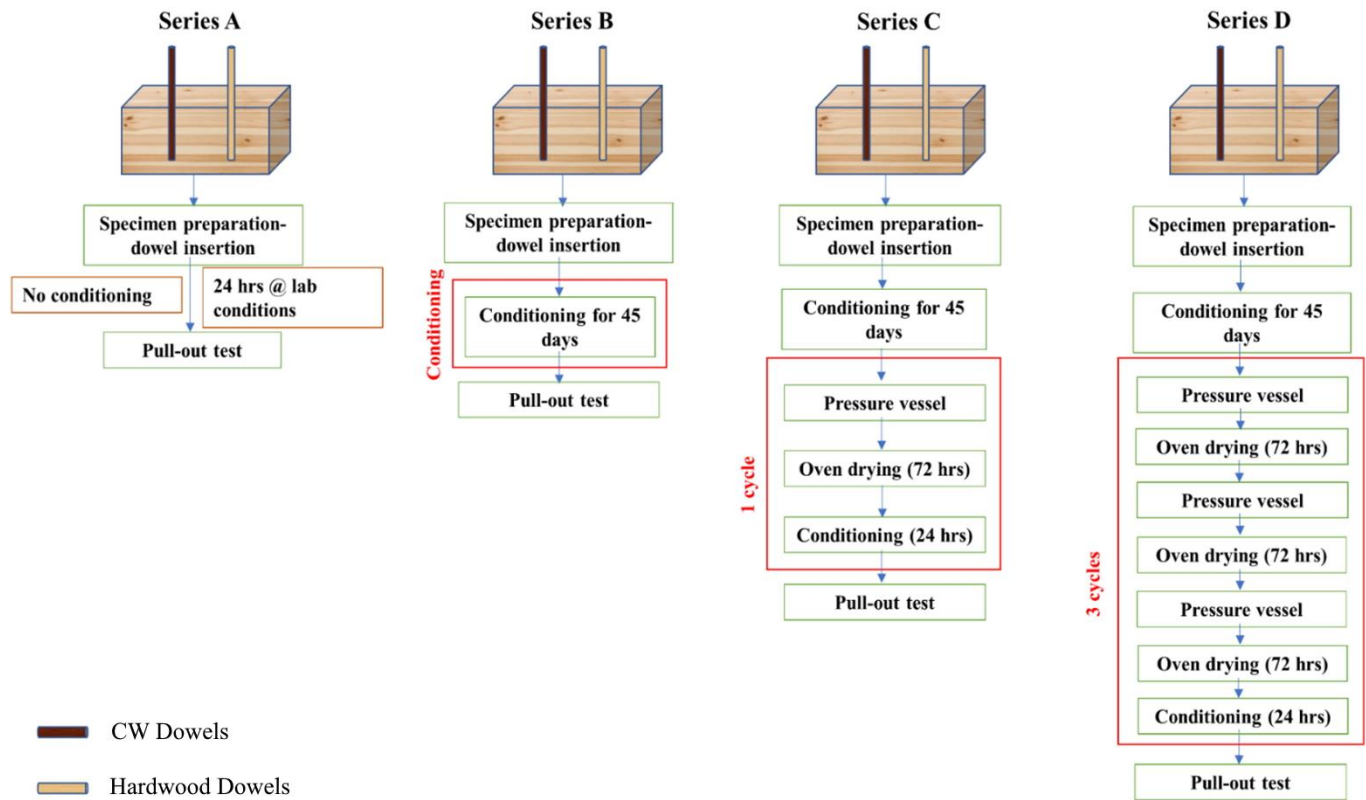 Series A
Specimen preparation-
dowel insertion
No conditioning
24 hrs @ lab
conditions
Pull-out test
Series B
Specimen preparation-
dowel insertion
Conditioning
Conditioning for 45
days
Pull-out test
Series C
Specimen preparation-
dowel insertion
Conditioning for 45
days
1 cycle
Pressure vessel
Oven drying (72 hrs)
Conditioning (24 hrs)
Pull-out test
Series D
Specimen preparation-
dowel insertion
Conditioning for 45
days
3 cycles
Pressure vessel
Oven drying (72 hrs)
Pressure vessel
Oven drying (72 hrs)
Pressure vessel
Oven drying (72 hrs)
Conditioning (24 hrs)
Pull-out test
CW Dowels
Hardwood Dowels